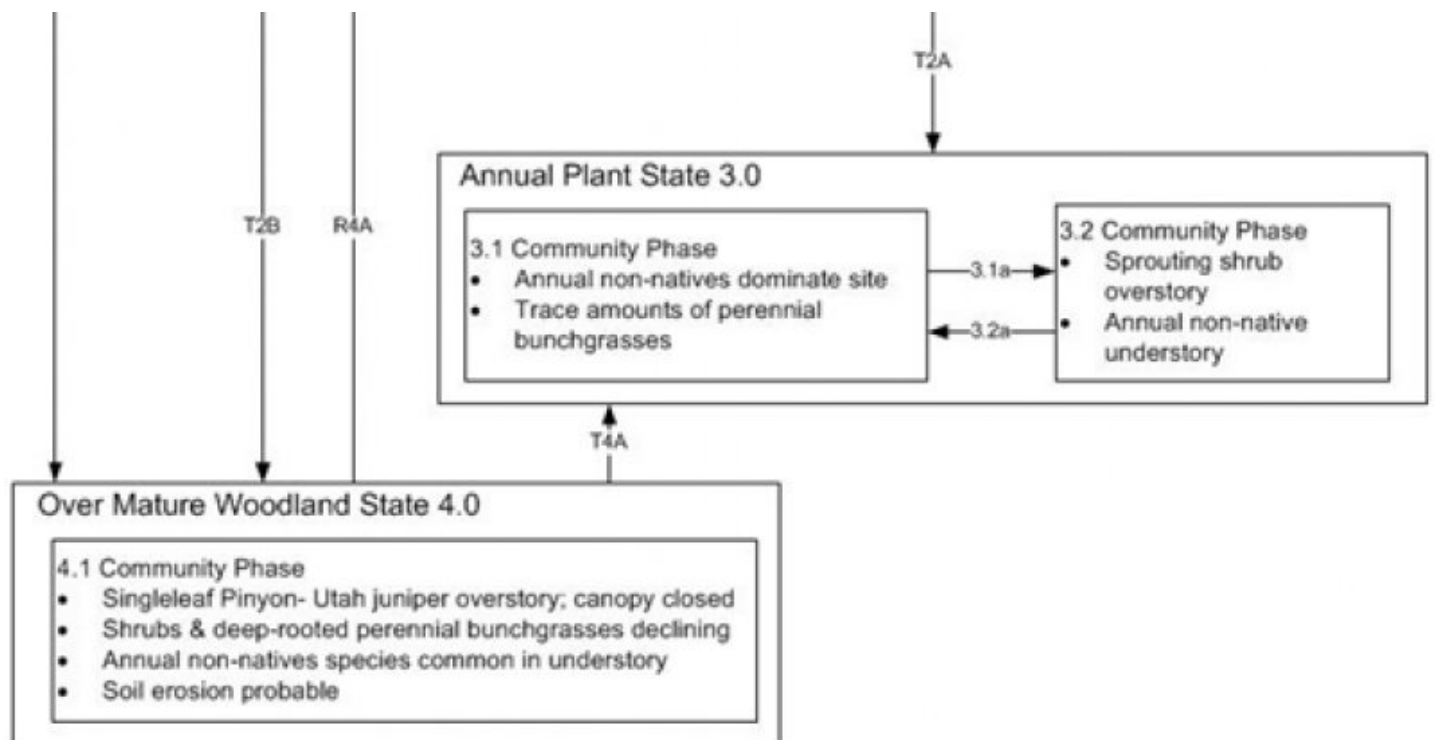 T2A
Annual Plant State 3.0
T2B
R4A
3.1 Community Phase
• Annual non-natives dominate site
• Trace amounts of perennial
bunchgrasses
3.1a
3.2a
3.2 Community Phase
• Sprouting shrub
overstory
• Annual non-native
understory
T4A
Over Mature Woodland State 4.0
4.1 Community Phase
• Singleleaf Pinyon- Utah juniper overstory; canopy closed
• Shrubs & deep-rooted perennial bunchgrasses declining
• Annual non-natives species common in understory
• Soil erosion probable